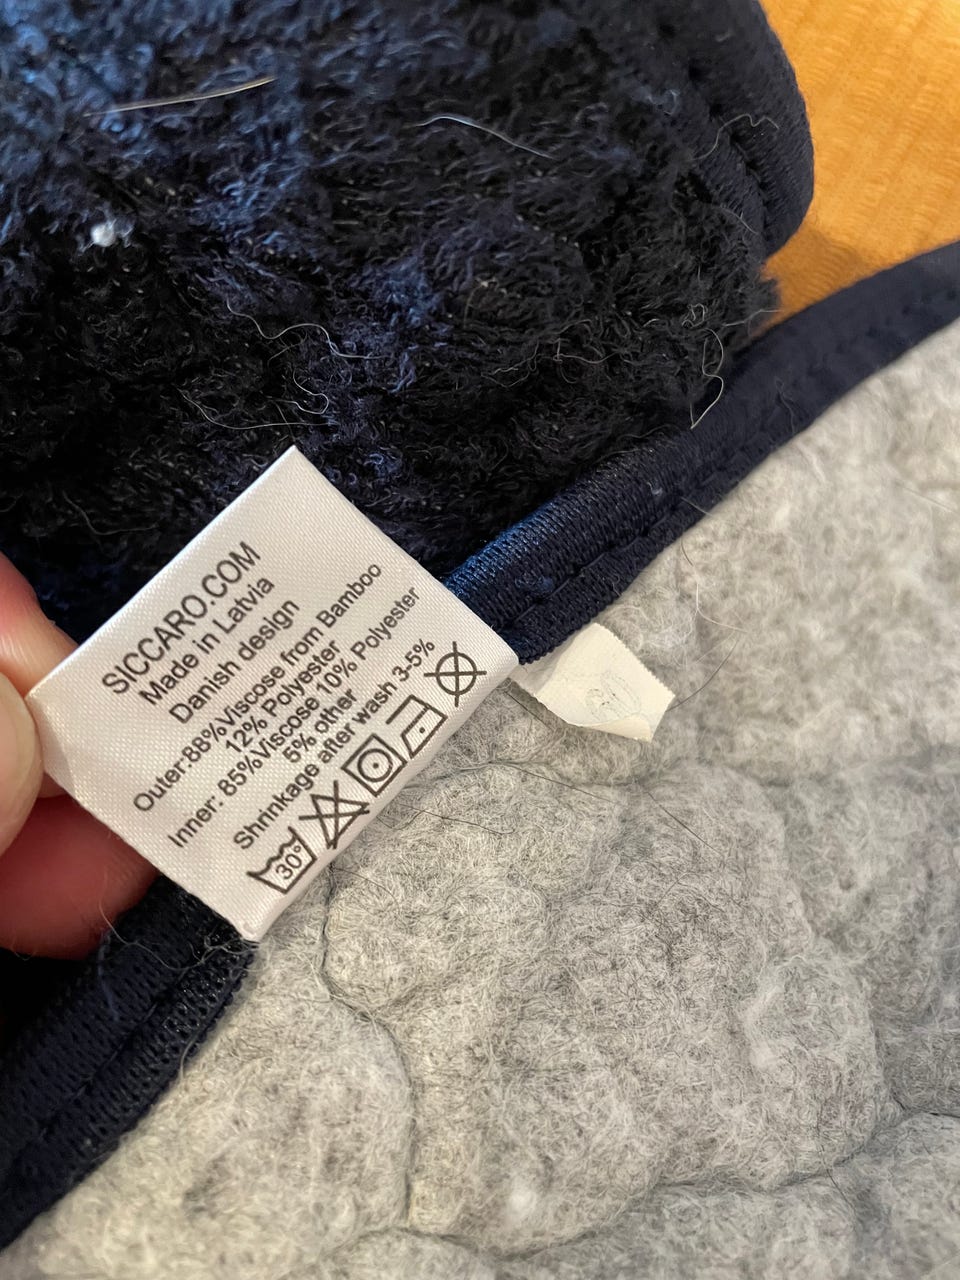 SICCARO.COM
Made in Latvia
Danish design
Outer:88%Viscose from Bamboo
12% Polyester
Inner: 85%Viscose 10% Polyester
5% other
Shrinkage after wash 3-5%
30°